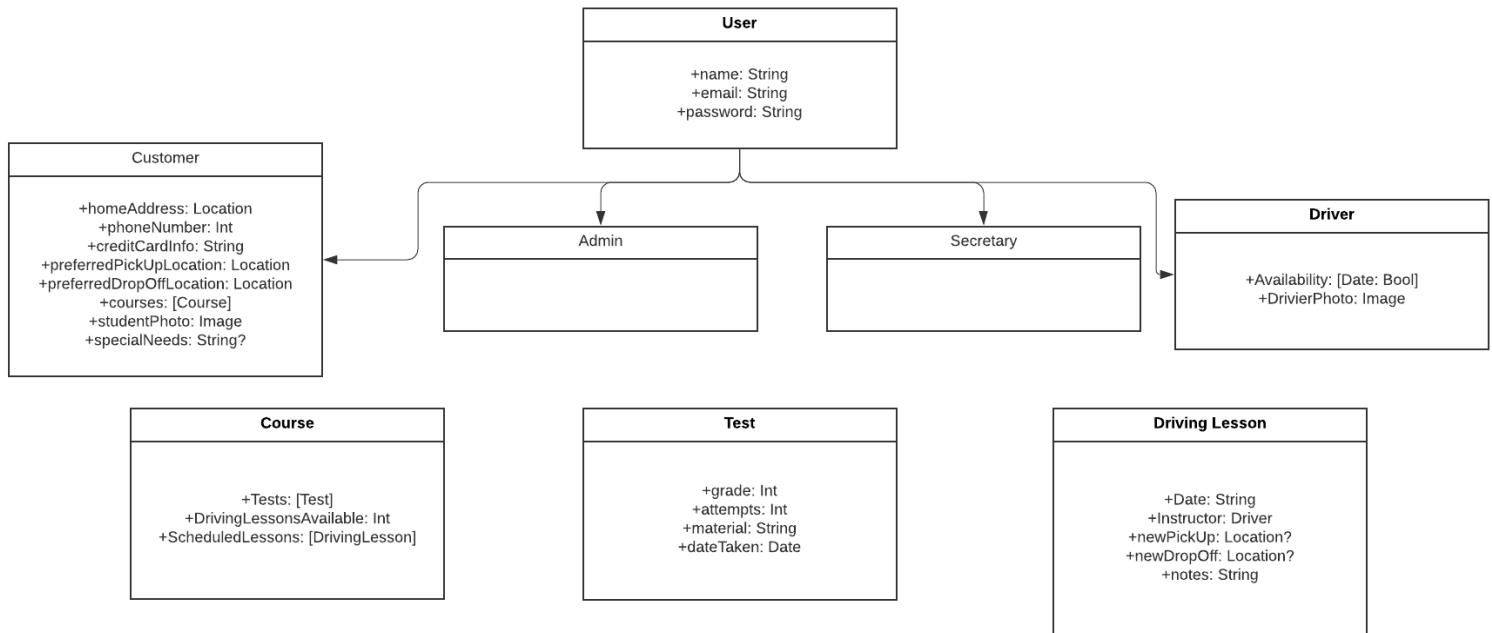 User
+name: String
+email: String
+password: String
Customer
+homeAddress: Location
+phoneNumber: Int
+creditCardInfo: String
+preferredPickUpLocation: Location
+preferredDropOffLocation: Location
+courses: [Course]
+studentPhoto: Image
+specialNeeds: String?
Admin
Secretary
Driver
+Availability: [Date: Bool]
+DrivierPhoto: Image
Course
+Tests: [Test]
+DrivingLessonsAvailable: Int
+ScheduledLessons: [DrivingLesson]
Test
+grade: Int
+attempts: Int
+material: String
+dateTaken: Date
Driving Lesson
+Date: String
+Instructor: Driver
+newPickUp: Location?
+newDropOff: Location?
+notes: String